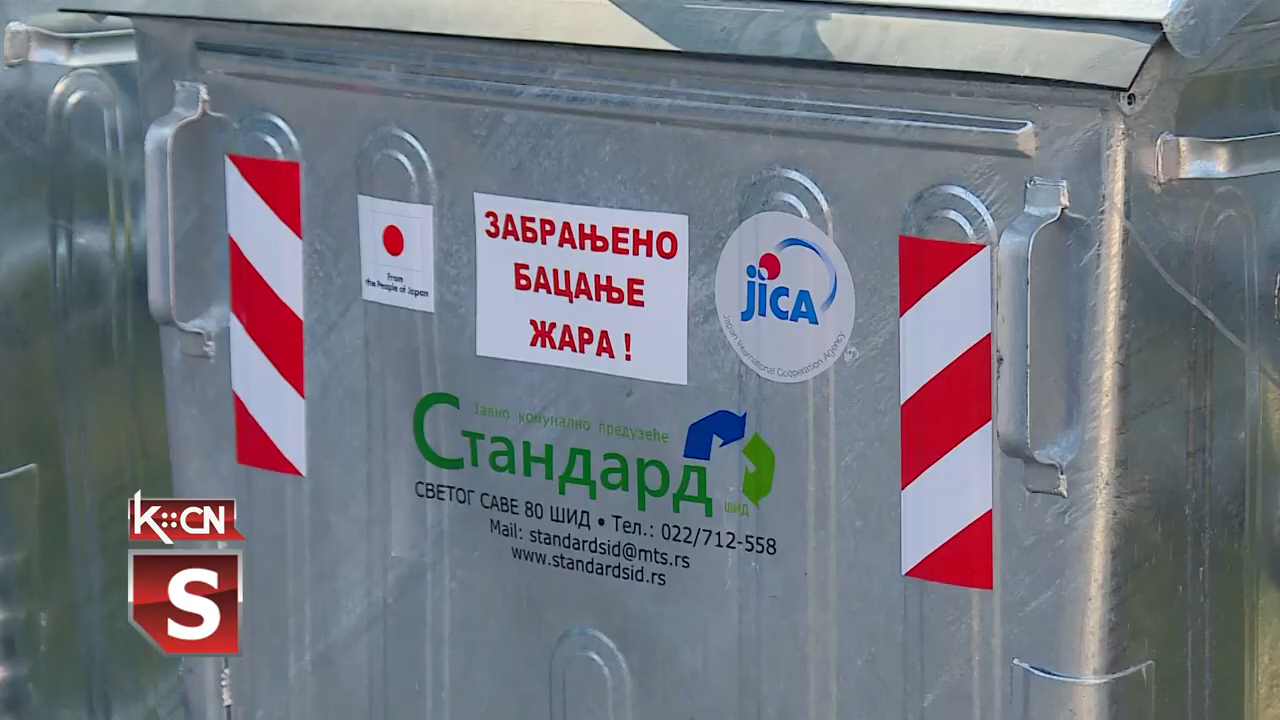 From
the People of Japan
ЗАБРАЊЕНО
БАЦАЊЕ
ЖАРА !
JICA
Japan International Cooperation Agency
Јавно комунално предузеће
Стандард
ШИД
СВЕТОГ САВЕ 80 ШИД • Тел.: 022/712-558
Mail: standardsid@mts.rs
www.standardsid.rs
K::CN
S